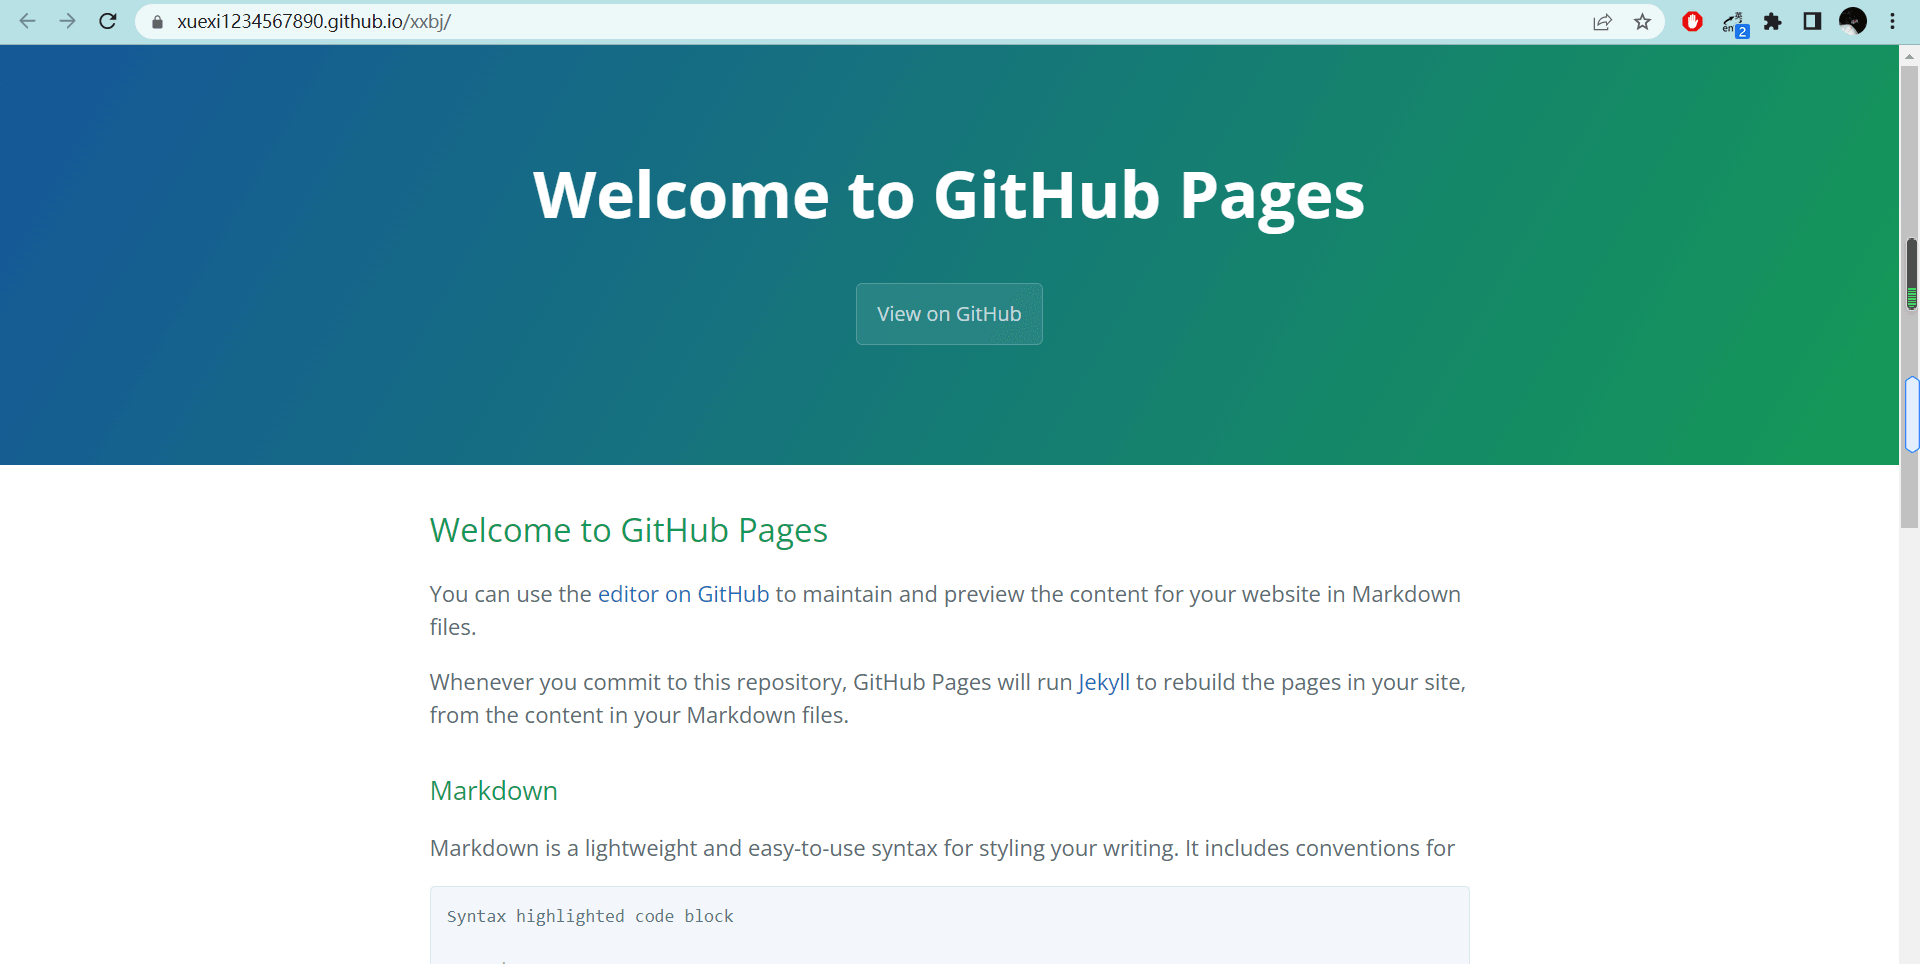 xuexi1234567890.github.io/xxbj/
英
en
2
Welcome to GitHub Pages
View on GitHub
Welcome to GitHub Pages
You can use the editor on GitHub to maintain and preview the content for your website in Markdown
files.
Whenever you commit to this repository, GitHub Pages will run Jekyll to rebuild the pages in your site,
from the content in your Markdown files.
Markdown
Markdown is a lightweight and easy-to-use syntax for styling your writing. It includes conventions for
Syntax highlighted code block